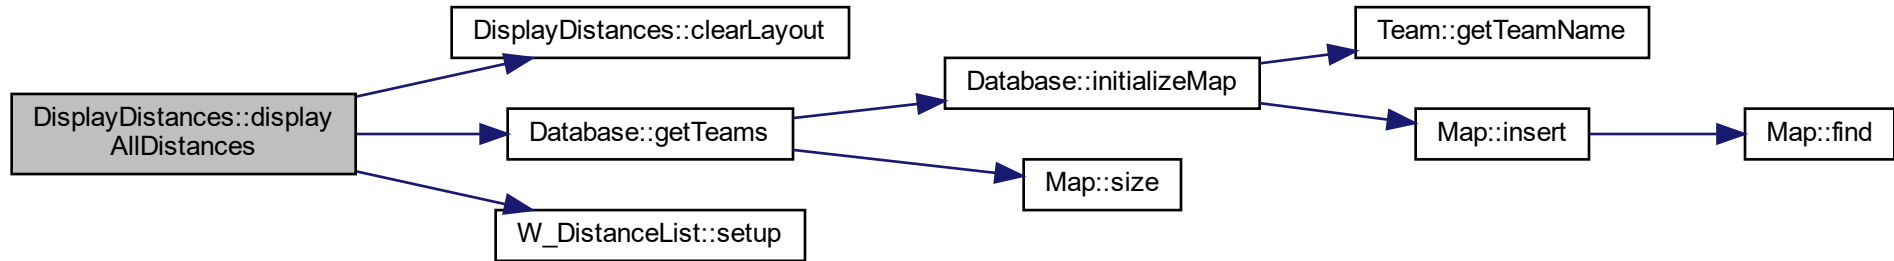 DisplayDistances::display
AllDistances
DisplayDistances::clearLayout
Database::getTeams
W_DistanceList::setup
Database::initializeMap
Map::size
Team::getTeamName
Map::insert
Map::find